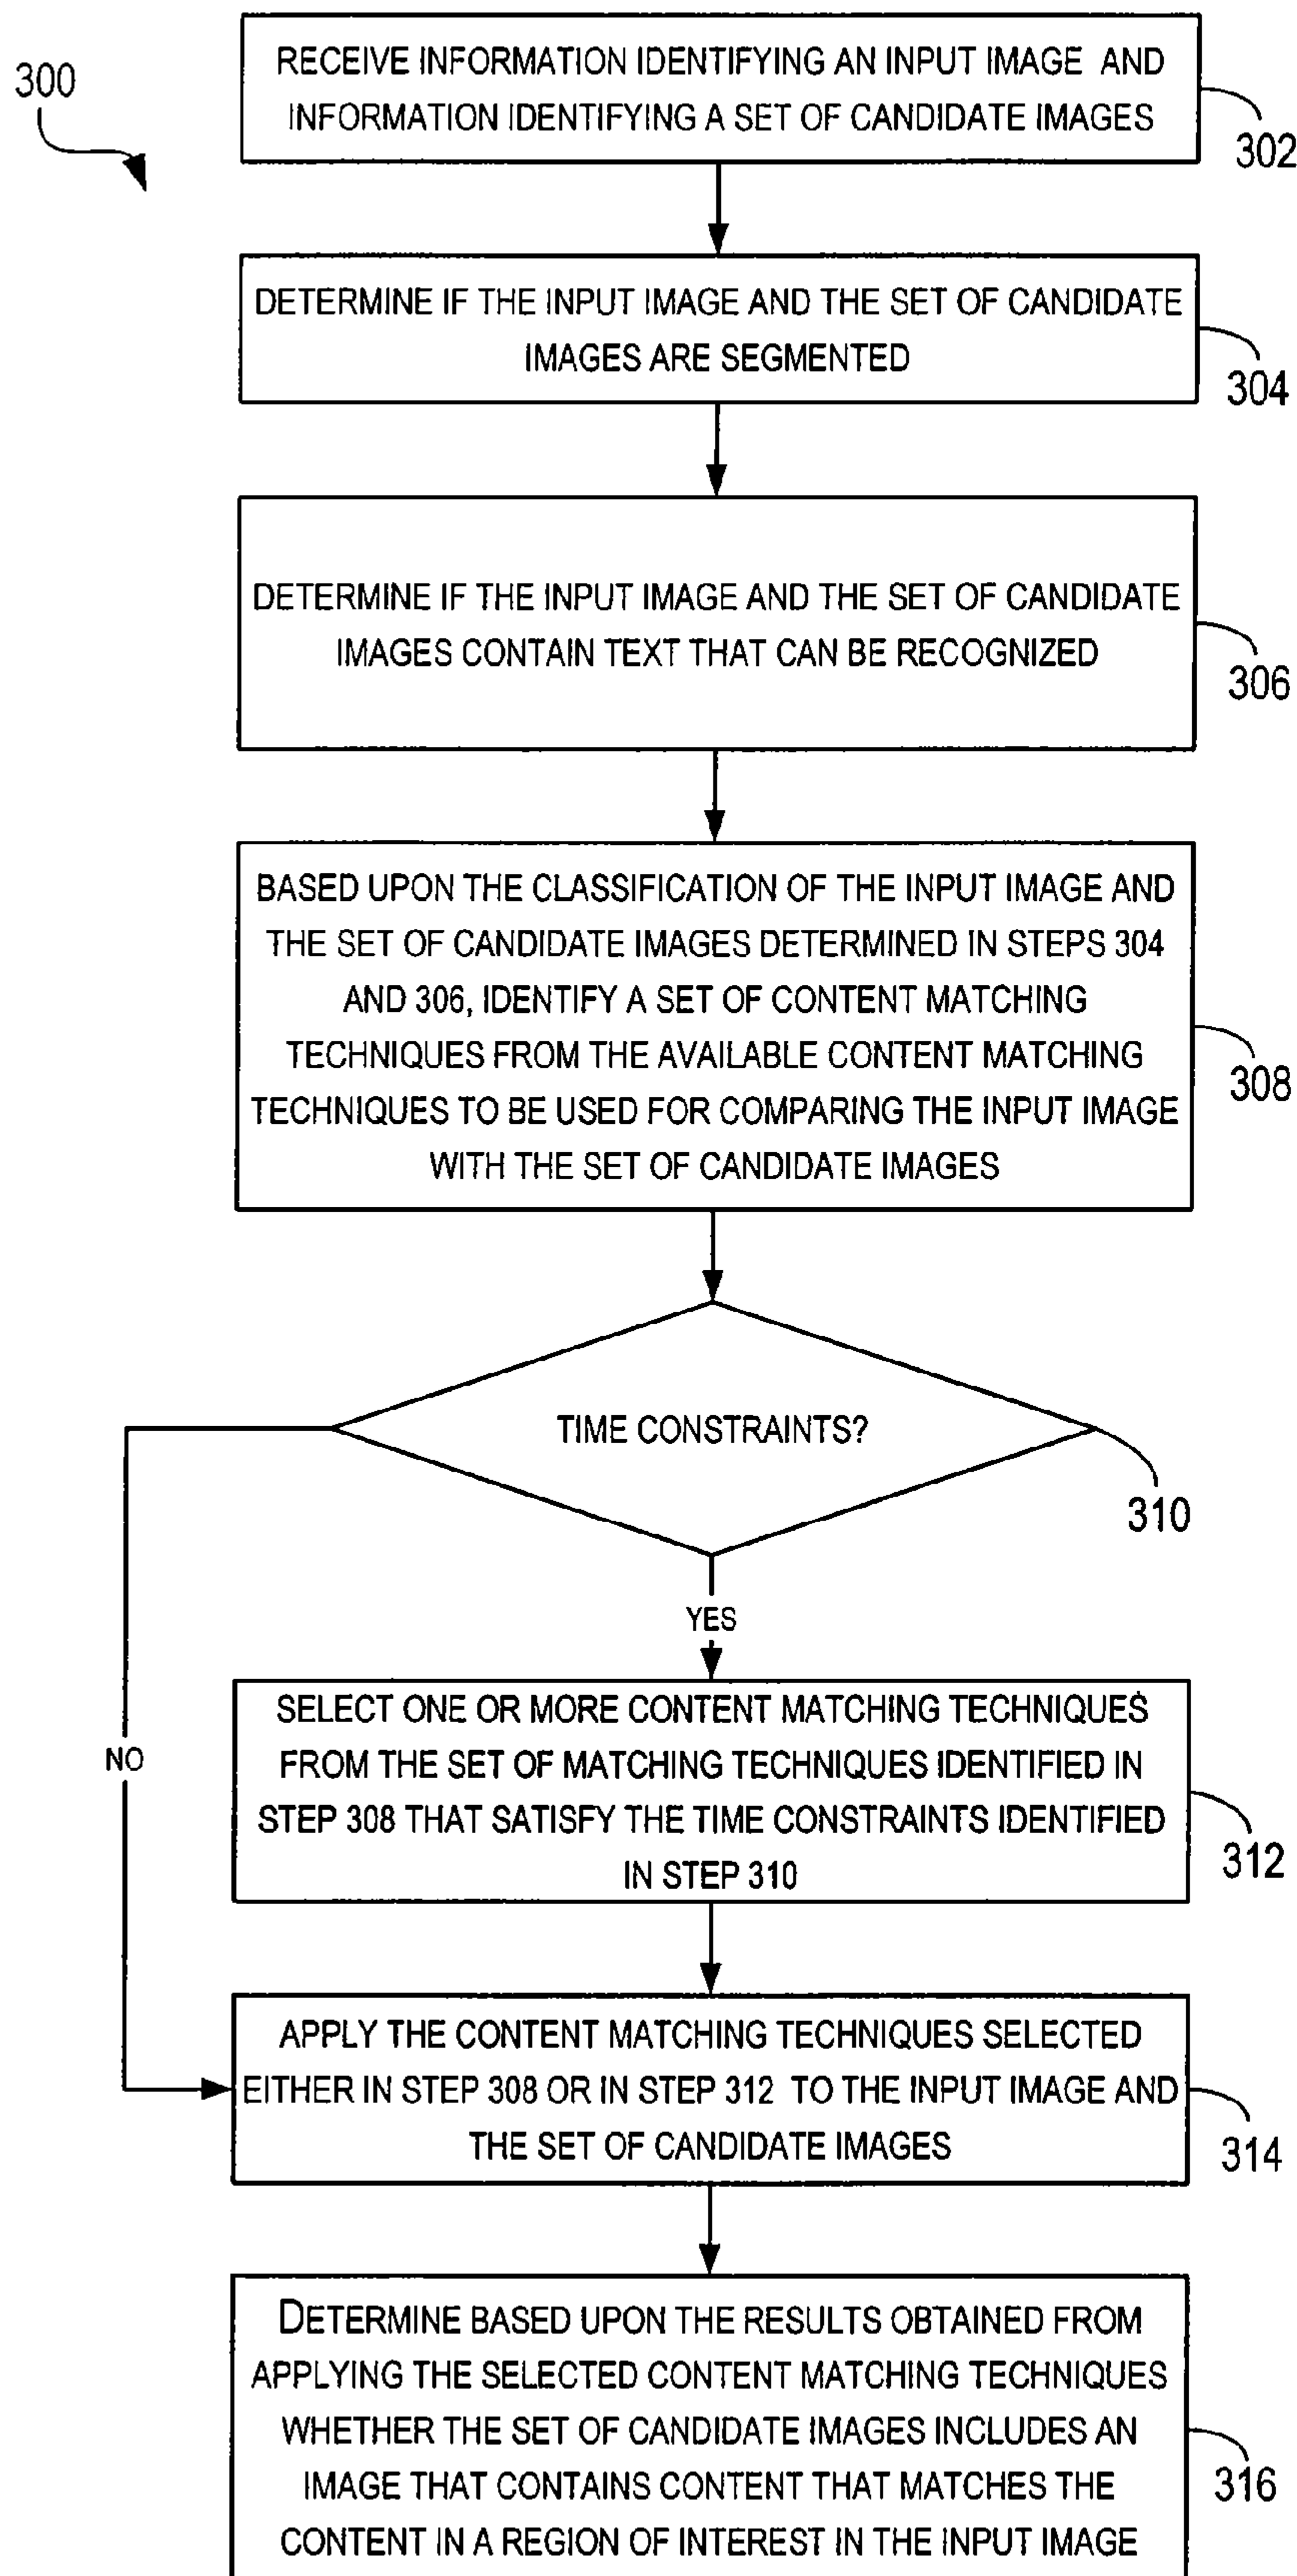 300
RECEIVE INFORMATION IDENTIFYING AN INPUT IMAGE AND
INFORMATION IDENTIFYING A SET OF CANDIDATE IMAGES
302
DETERMINE IF THE INPUT IMAGE AND THE SET OF CANDIDATE
IMAGES ARE SEGMENTED
304
DETERMINE IF THE INPUT IMAGE AND THE SET OF CANDIDATE
IMAGES CONTAIN TEXT THAT CAN BE RECOGNIZED
306
BASED UPON THE CLASSIFICATION OF THE INPUT IMAGE AND
THE SET OF CANDIDATE IMAGES DETERMINED IN STEPS 304
AND 306, IDENTIFY A SET OF CONTENT MATCHING
TECHNIQUES FROM THE AVAILABLE CONTENT MATCHING
TECHNIQUES TO BE USED FOR COMPARING THE INPUT IMAGE
WITH THE SET OF CANDIDATE IMAGES
308
TIME CONSTRAINTS?
310
YES
NO
SELECT ONE OR MORE CONTENT MATCHING TECHNIQUES
FROM THE SET OF MATCHING TECHNIQUES IDENTIFIED IN
STEP 308 THAT SATISFY THE TIME CONSTRAINTS IDENTIFIED
IN STEP 310
312
APPLY THE CONTENT MATCHING TECHNIQUES SELECTED
EITHER IN STEP 308 OR IN STEP 312 TO THE INPUT IMAGE AND
THE SET OF CANDIDATE IMAGES
314
DETERMINE BASED UPON THE RESULTS OBTAINED FROM
APPLYING THE SELECTED CONTENT MATCHING TECHNIQUES
WHETHER THE SET OF CANDIDATE IMAGES INCLUDES AN
IMAGE THAT CONTAINS CONTENT THAT MATCHES THE
CONTENT IN A REGION OF INTEREST IN THE INPUT IMAGE
316